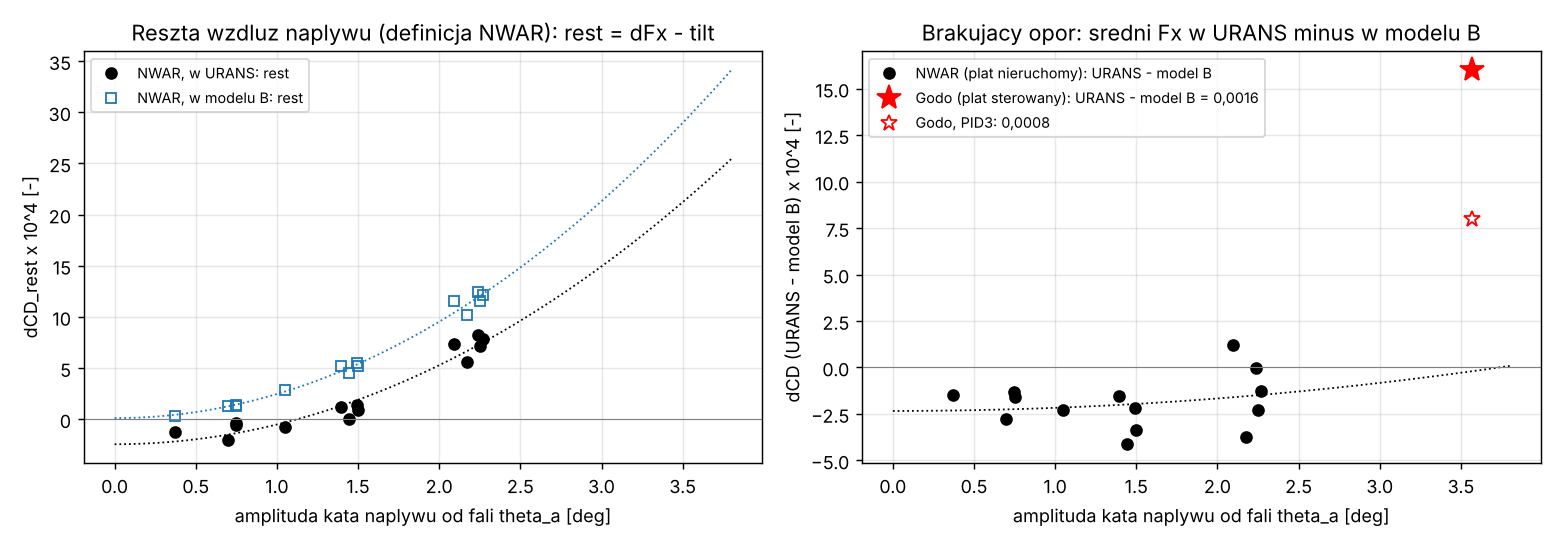 Reszta wzdluz naplywu (definicja NWAR): rest = dFx - tilt
NWAR, w URANS: rest
NWAR, w modelu B: rest
dCD_rest x 10^4 [-]
35
30
25
20
15
10
5
0
0.0 0.5 1.0 1.5 2.0 2.5 3.0 3.5
amplituda kata naplywu od fali theta_a [deg]
Brakujacy opor: sredni Fx w URANS minus w modelu B
NWAR (plat nieruchomy): URANS - model B
Godo (plat sterowany): URANS - model B = 0,0016
Godo, PID3: 0,0008
dCD (URANS - model B) x 10^4 [-]
15.0
12.5
10.0
7.5
5.0
2.5
0.0
−2.5
−5.0
0.0 0.5 1.0 1.5 2.0 2.5 3.0 3.5
amplituda kata naplywu od fali theta_a [deg]